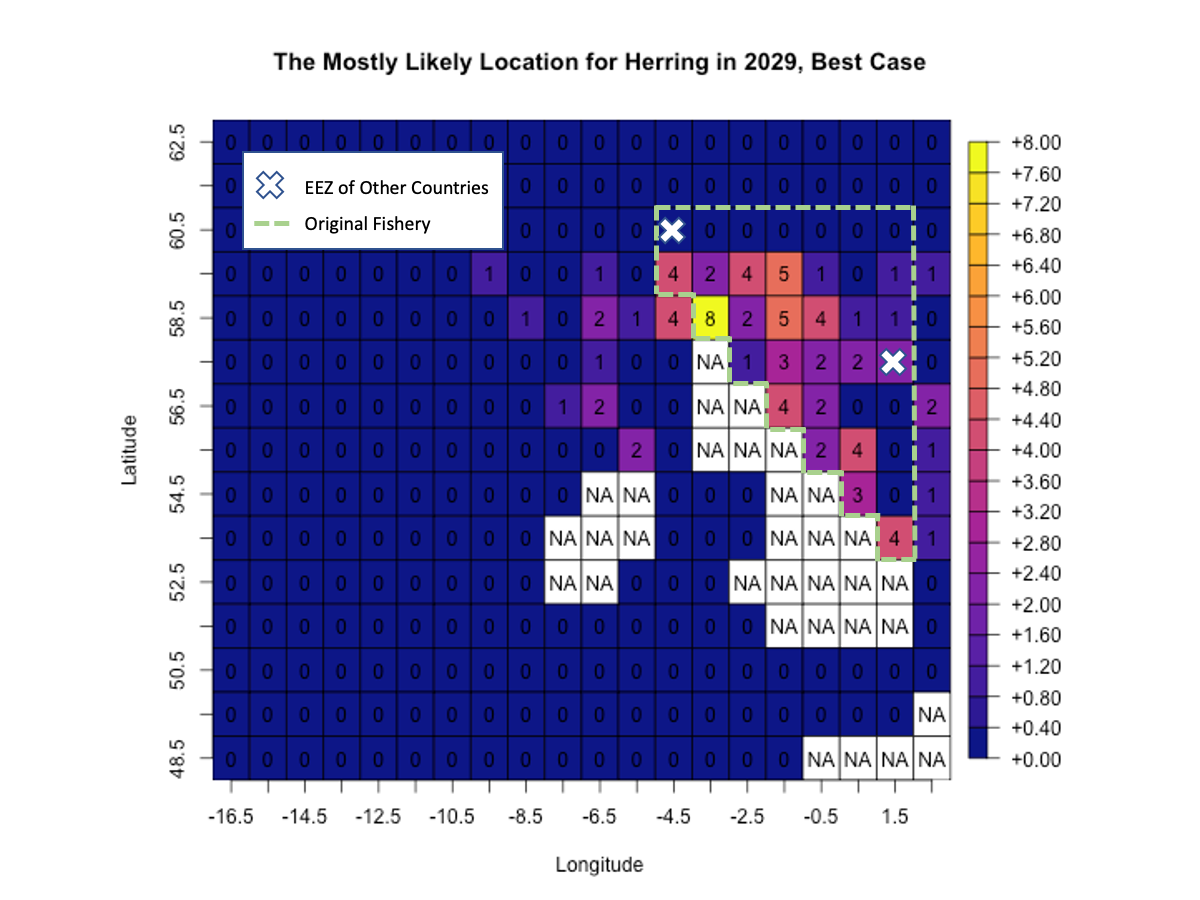 The Mostly Likely Location for Herring in 2029, Best Case
62.5 0 0 0 0 0 0 0 0 0 0 0 0 0 0 0 0 0 0 0 0
0 0 0 0 0 0 0 0 0 0 0 0 0
EEZ of Other Countries
Original Fishery
60.5 0 0 0 0 0 0 0 0 0 0 0 0
0 0 0 0 0 0 0 1 0 0 1 0 4 2 4 5 1 0 1 1
58.5 0 0 0 0 0 0 0 0 1 0 2 1 4 8 2 5 4 1 1 0
0 0 0 0 0 0 0 0 0 0 1 0 0 NA 1 3 2 2 0
56.5 0 0 0 0 0 0 0 0 0 1 2 0 0 NA NA 4 2 0 0 2
0 0 0 0 0 0 0 0 0 0 0 2 0 NA NA NA 2 4 0 1
54.5 0 0 0 0 0 0 0 0 0 0 NA NA 0 0 0 NA NA 3 0 1
0 0 0 0 0 0 0 0 0 NA NA NA 0 0 0 NA NA NA 4 1
52.5 0 0 0 0 0 0 0 0 0 NA NA 0 0 0 NA NA NA NA NA 0
0 0 0 0 0 0 0 0 0 0 0 0 0 0 0 NA NA NA NA 0
50.5 0 0 0 0 0 0 0 0 0 0 0 0 0 0 0 0 0 0 0 0
0 0 0 0 0 0 0 0 0 0 0 0 0 0 0 0 0 0 0 NA
48.5 0 0 0 0 0 0 0 0 0 0 0 0 0 0 0 0 NA NA NA NA
-16.5 -14.5 -12.5 -10.5 -8.5 -6.5 -4.5 -2.5 -0.5 1.5
Longitude
Latitude
+8.00
+7.60
+7.20
+6.80
+6.40
+6.00
+5.60
+5.20
+4.80
+4.40
+4.00
+3.60
+3.20
+2.80
+2.40
+2.00
+1.60
+1.20
+0.80
+0.40
+0.00